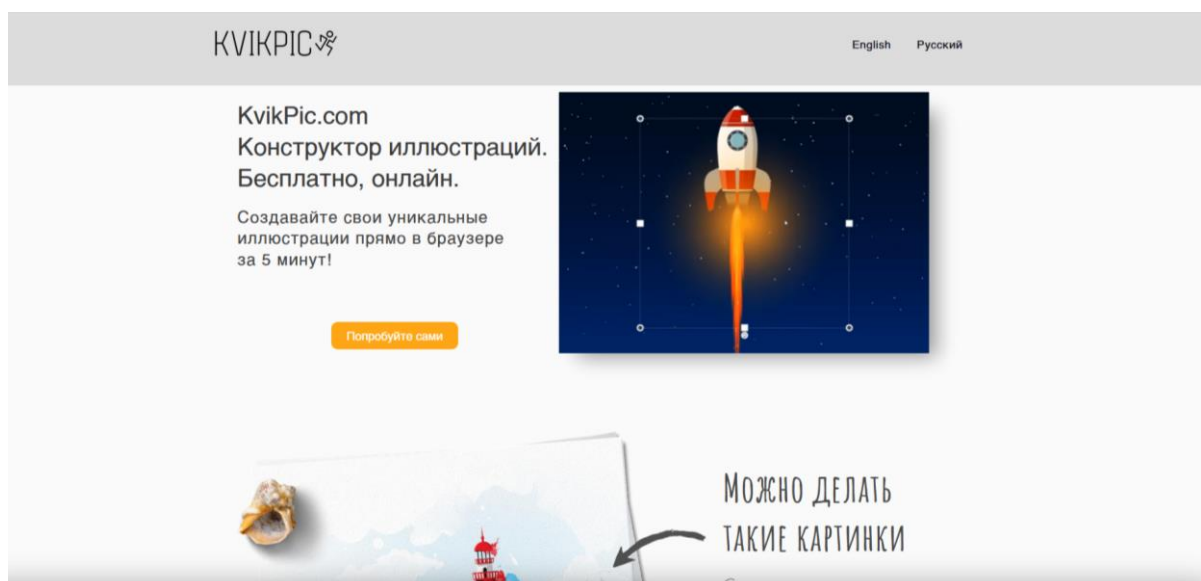 KVIKPIC
English Русский
KvikPic.com
Конструктор иллюстраций.
Бесплатно, онлайн.
Создавайте свои уникальные
иллюстрации прямо в браузере
за 5 минут!
Попробуйте сами
Можно делать
такие картинки